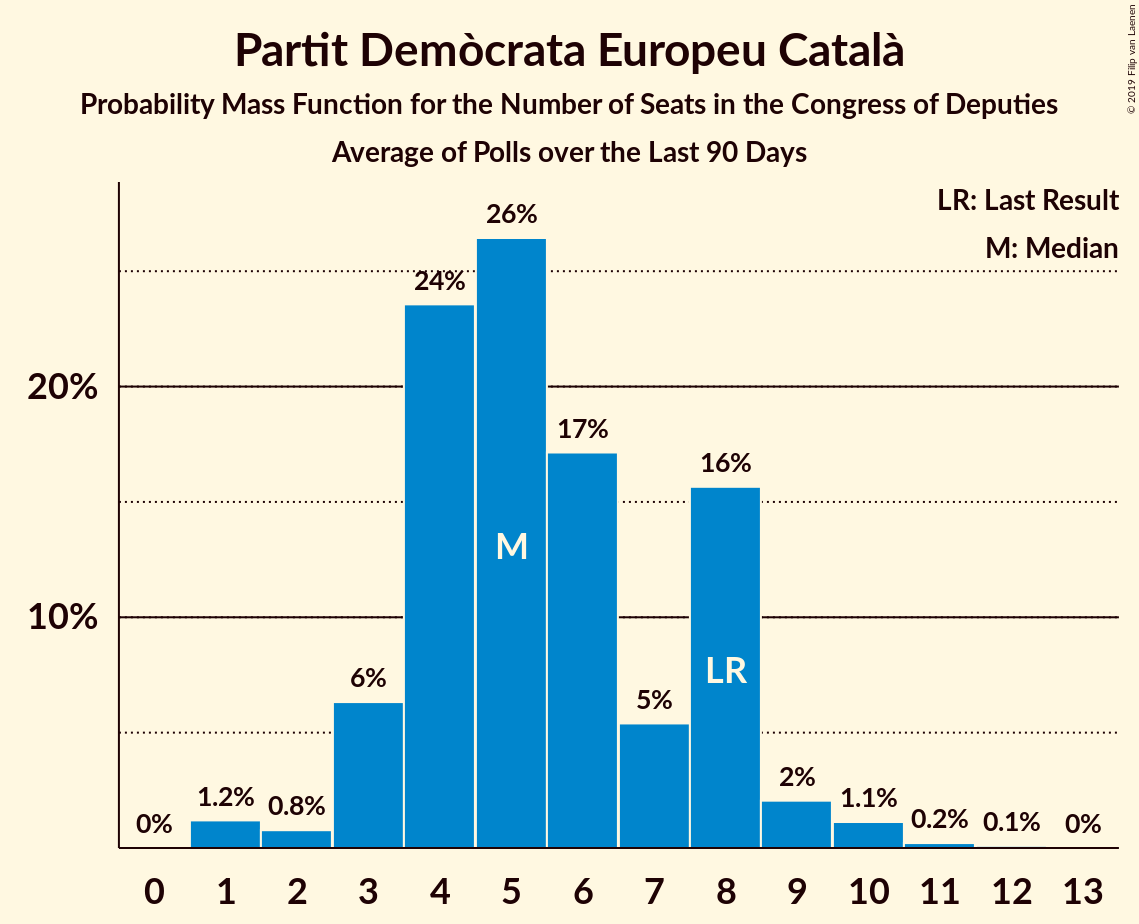 Partit Demòcrata Europeu Català
Probability Mass Function for the Number of Seats in the Congress of Deputies
Average of Polls over the Last 90 Days
© 2019 Filip van Laenen
LR: Last Result
M: Median
20%
10%
0%
1.2%
0.8%
6%
24%
26%
17%
5%
16%
2%
1.1%
0.2%
0.1%
0%
M
LR
0 1 2 3 4 5 6 7 8 9 10 11 12 13